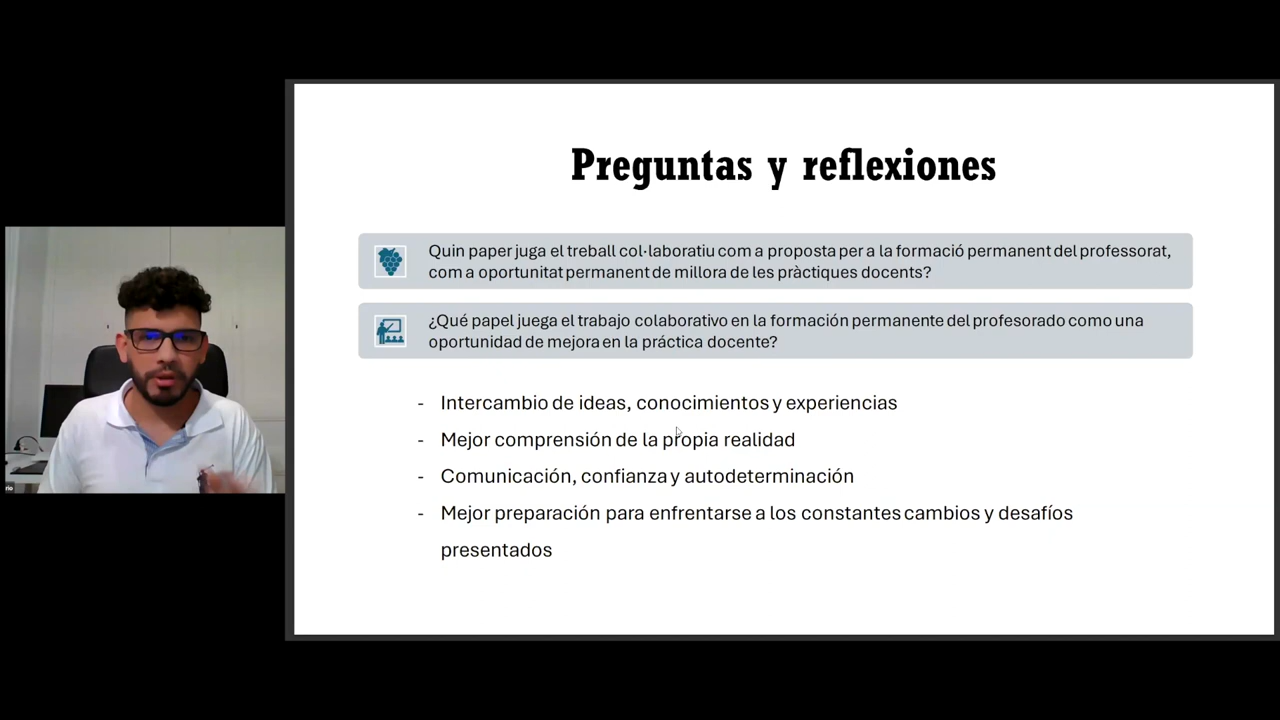 Preguntas y reflexiones
Quin paper juga el treball col·laboratiu com a proposta per a la formació permanent del professorat,
com a oportunitat permanent de millora de les pràctiques docents?
¿Qué papel juega el trabajo colaborativo en la formación permanente del profesorado como una
oportunidad de mejora en la práctica docente?
- Intercambio de ideas, conocimientos y experiencias
- Mejor comprensión de la propia realidad
- Comunicación, confianza y autodeterminación
- Mejor preparación para enfrentarse a los constantes cambios y desafíos
presentados